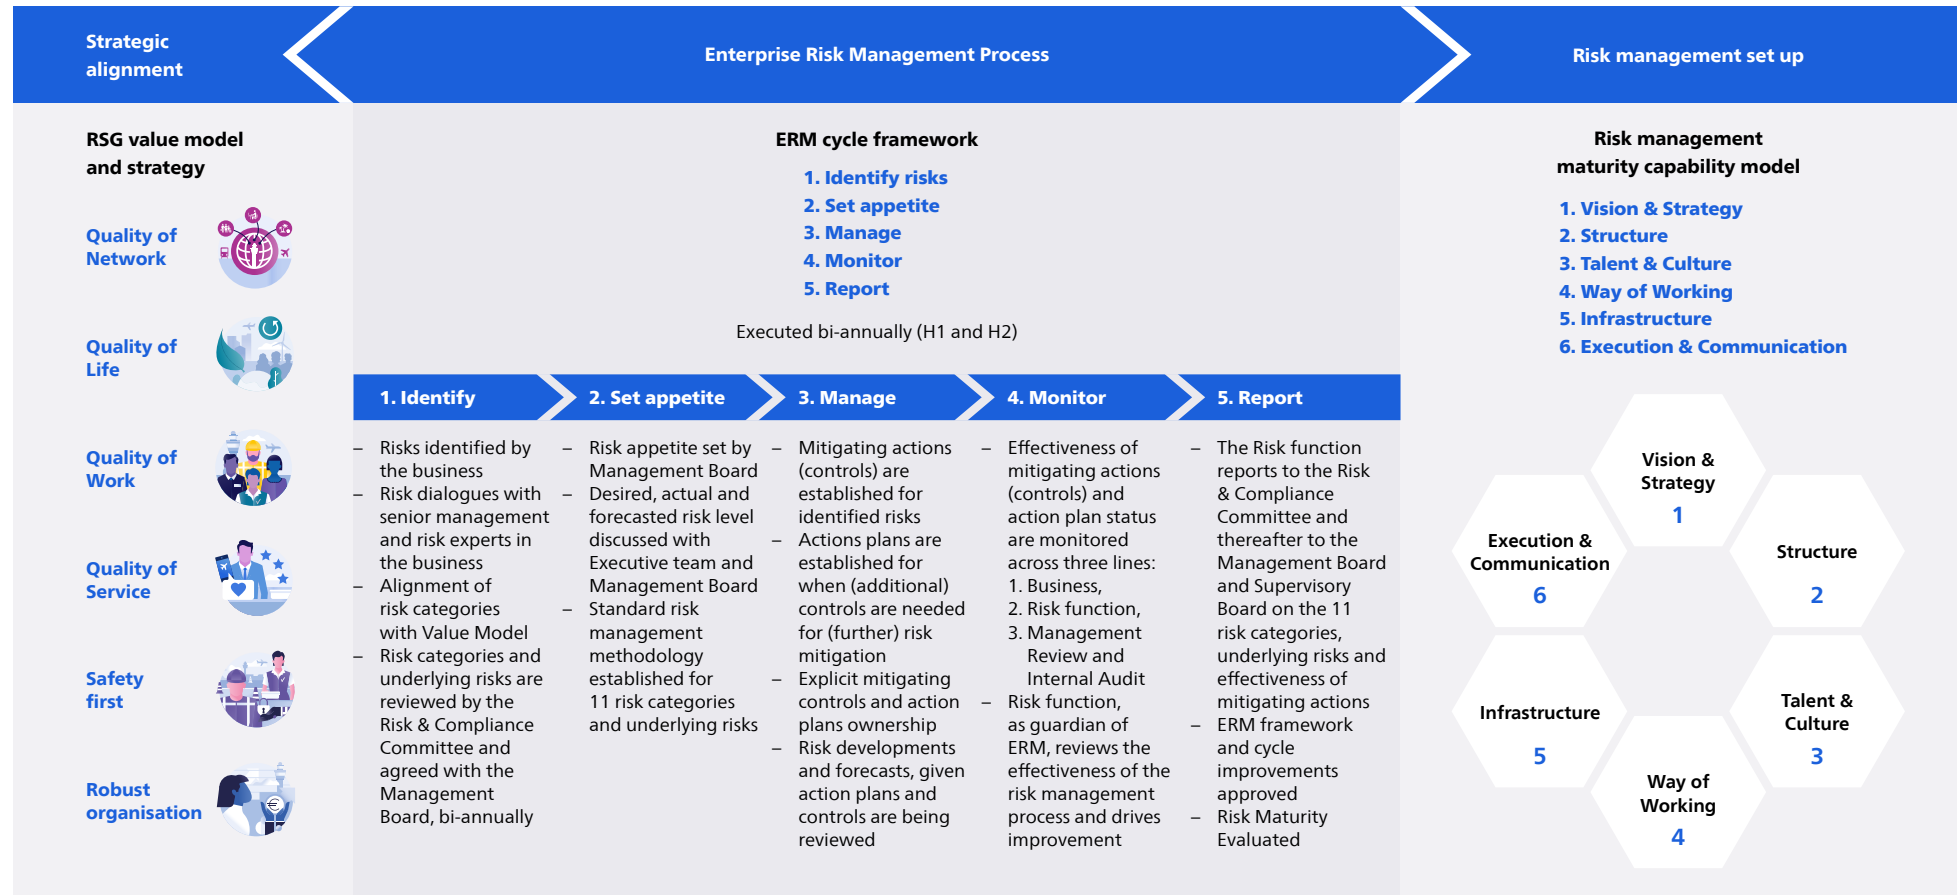 Strategic
alignment
Enterprise Risk Management Process
Risk management set up
RSG value model
and strategy
Quality of
Network
Quality of
Life
Quality of
Work
Quality of
Service
Safety
first
Robust
organisation
ERM cycle framework
1. Identify risks
2. Set appetite
3. Manage
4. Monitor
5. Report
Executed bi-annually (H1 and H2)
1. Identify
– Risks identified by
the business
– Risk dialogues with
senior management
and risk experts in
the business
– Alignment of
risk categories
with Value Model
– Risk categories and
underlying risks are
reviewed by the
Risk & Compliance
Committee and
agreed with the
Management
Board, bi-annually
2. Set appetite
– Risk appetite set by
Management Board
– Desired, actual and
forecasted risk level
discussed with
Executive team and
Management Board
– Standard risk
management
methodology
established for
11 risk categories
and underlying risks
3. Manage
– Mitigating actions
(controls) are
established for
identified risks
– Actions plans are
established for
when (additional)
controls are needed
for (further) risk
mitigation
– Explicit mitigating
controls and action
plans ownership
– Risk developments
and forecasts, given
action plans and
controls are being
reviewed
4. Monitor
– Effectiveness of
mitigating actions
(controls) and
action plan status
are monitored
across three lines:
1. Business,
2. Risk function,
3. Management
Review and
Internal Audit
– Risk function,
as guardian of
ERM, reviews the
effectiveness of the
risk management
process and drives
improvement
5. Report
– The Risk function
reports to the Risk
& Compliance
Committee and
thereafter to the
Management Board
and Supervisory
Board on the 11
risk categories,
underlying risks and
effectiveness of
mitigating actions
– ERM framework
and cycle
improvements
approved
– Risk Maturity
Evaluated
Risk management
maturity capability model
1. Vision & Strategy
2. Structure
3. Talent & Culture
4. Way of Working
5. Infrastructure
6. Execution & Communication
Vision &
Strategy
1
Structure
2
Talent &
Culture
3
Way of
Working
4
Infrastructure
5
Execution &
Communication
6
€